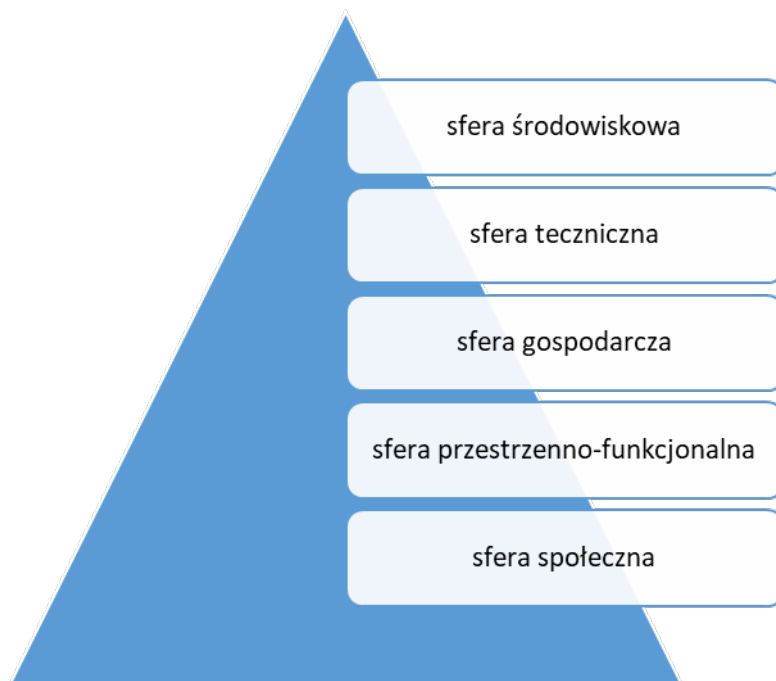 sfera środowiskowa
sfera teczniczna
sfera gospodarcza
sfera przestrzenno-funkcjonalna
sfera społeczna